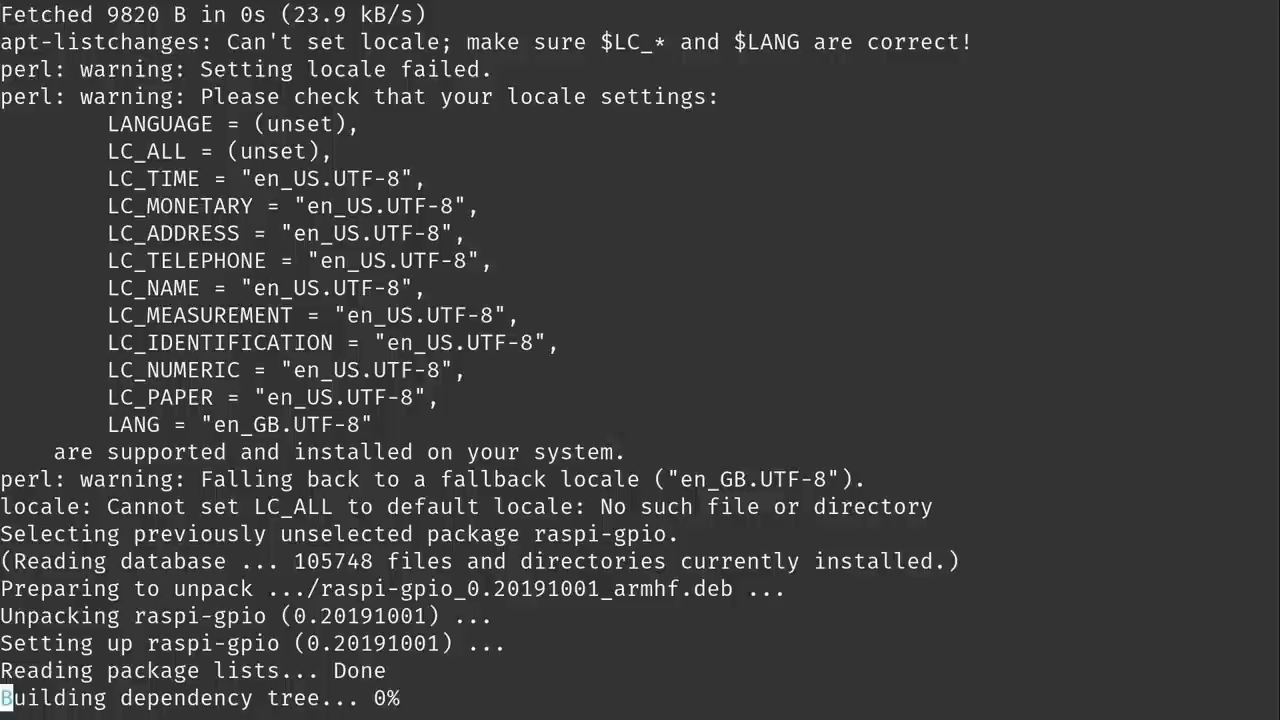 Fetched 9820 B in 0s (23.9 kB/s)
apt-listchanges: Can't set locale; make sure $LC_* and $LANG are correct!
perl: warning: Setting locale failed.
perl: warning: Please check that your locale settings:
LANGUAGE = (unset),
LC_ALL = (unset),
LC_TIME = "en_US.UTF-8",
LC_MONETARY = "en_US.UTF-8",
LC_ADDRESS = "en_US.UTF-8",
LC_TELEPHONE = "en_US.UTF-8",
LC_NAME = "en_US.UTF-8",
LC_MEASUREMENT = "en_US.UTF-8",
LC_IDENTIFICATION = "en_US.UTF-8",
LC_NUMERIC = "en_US.UTF-8",
LC_PAPER = "en_US.UTF-8",
LANG = "en_GB.UTF-8"
are supported and installed on your system.
perl: warning: Falling back to a fallback locale ("en_GB.UTF-8").
locale: Cannot set LC_ALL to default locale: No such file or directory
Selecting previously unselected package raspi-gpio.
(Reading database ... 105748 files and directories currently installed.)
Preparing to unpack .../raspi-gpio_0.20191001_armhf.deb ...
Unpacking raspi-gpio (0.20191001) ...
Setting up raspi-gpio (0.20191001) ...
Reading package lists... Done
Building dependency tree... 0%